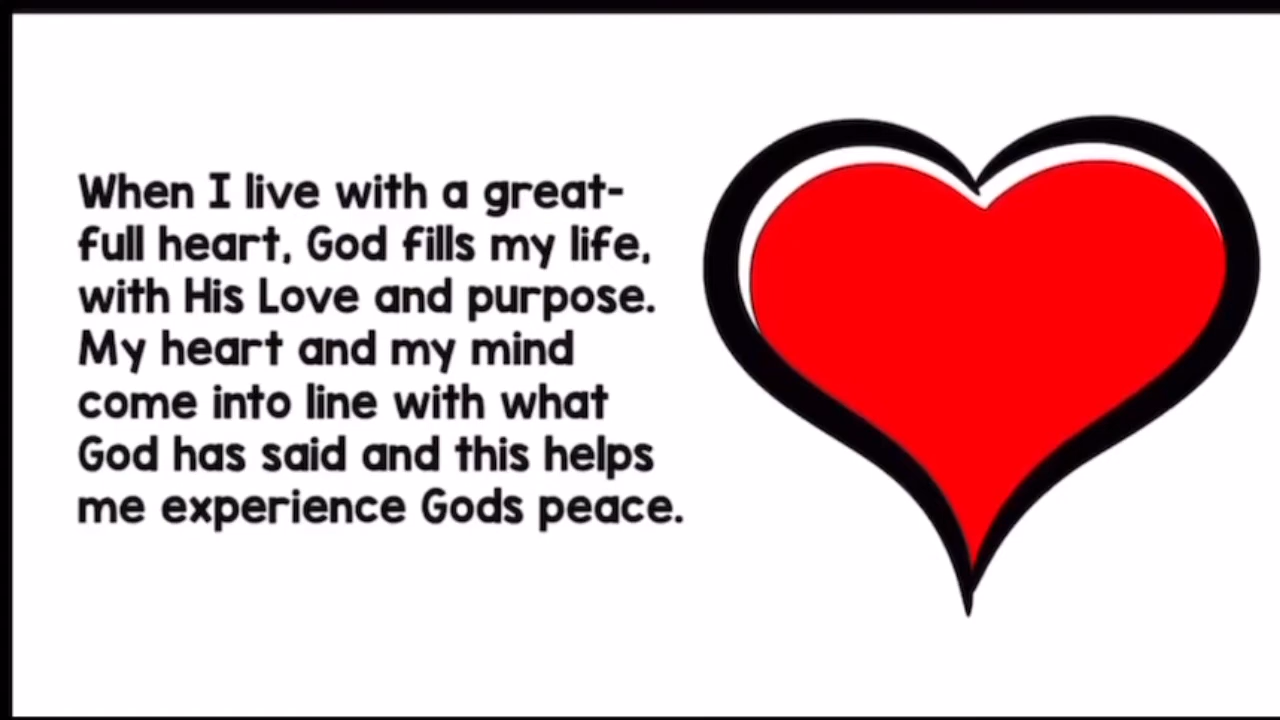 When I live with a great-
full heart, God fills my life,
with His Love and purpose.
My heart and my mind
come into line with what
God has said and this helps
me experience Gods peace.